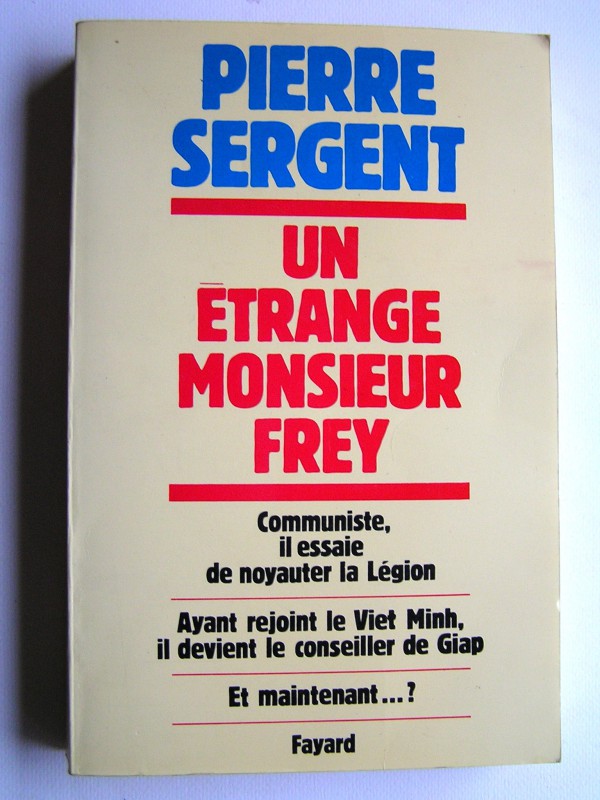 PIERRE
SERGENT
UN
ÉTRANGE
MONSIEUR
FREY
Communiste,
il essaie
de noyauter la Légion
Ayant rejoint le Viet Minh,
il devient le conseiller de Giap
Et maintenant...?
Fayard